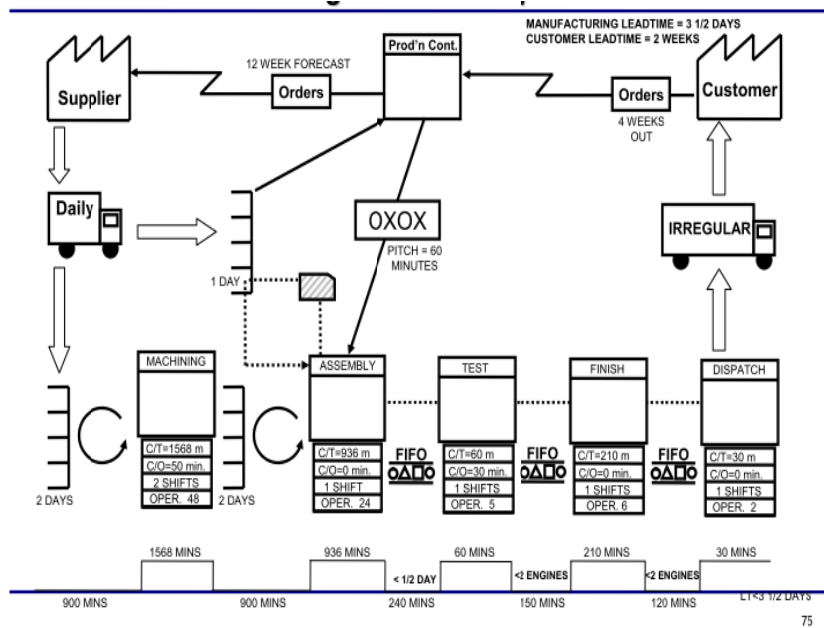 MANUFACTURING LEADTIME = 3 1/2 DAYS
CUSTOMER LEADTIME = 2 WEEKS
Prod'n Cont.
12 WEEK FORECAST
Orders
Supplier
Orders
Customer
4 WEEKS
OUT
Daily
OXOX
IRREGULAR
PITCH = 60
MINUTES
1 DAY
MACHINING
ASSEMBLY
TEST
FINISH
DISPATCH
C/T=1568 m
C/O=50 min.
2 SHIFTS
OPER. 48
C/T=936 m
C/O=0 min.
1 SHIFT
OPER. 24
FIFO
C/T=60 m
C/O=30 min.
1 SHIFTS
OPER. 5
FIFO
C/T=210 m
C/O=0 min.
1 SHIFTS
OPER. 6
FIFO
C/T=30 m
C/O=0 min.
1 SHIFTS
OPER. 2
2 DAYS
2 DAYS
1568 MINS
936 MINS
60 MINS
210 MINS
30 MINS
< 1/2 DAY
<2 ENGINES
<2 ENGINES
900 MINS
900 MINS
240 MINS
150 MINS
120 MINS
LT<3 1/2 DAYS
75